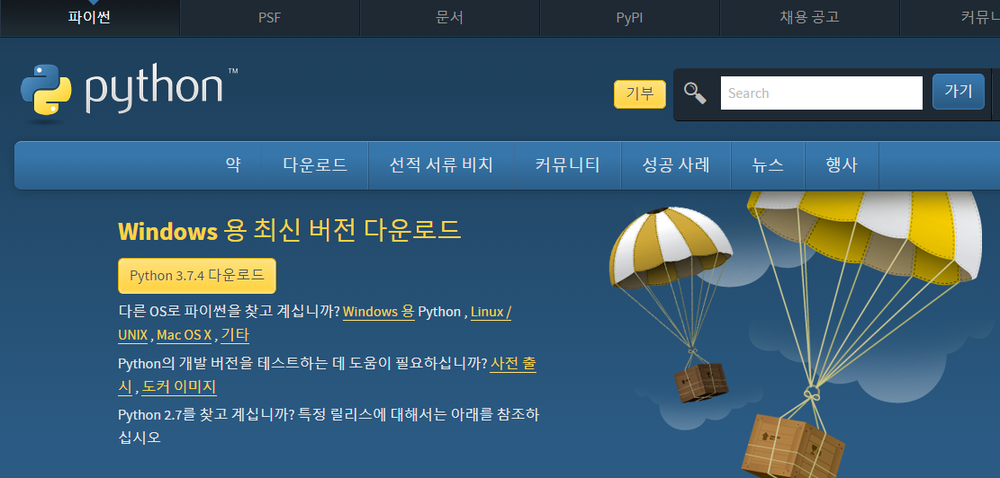 파이썬 PSF 문서 PyPI 채용 공고
python™
기부 Search 가기
약 다운로드 선적 서류 비치 커뮤니티 성공 사례 뉴스 행사
Windows 용 최신 버전 다운로드
Python 3.7.4 다운로드
다른 OS로 파이썬을 찾고 계십니까? Windows 용 Python , Linux /
UNIX , Mac OS X , 기타
Python의 개발 버전을 테스트하는 데 도움이 필요하십니까? 사전 출
시 , 도커 이미지
Python 2.7를 찾고 계십니까? 특정 릴리스에 대해서는 아래를 참조하
십시오